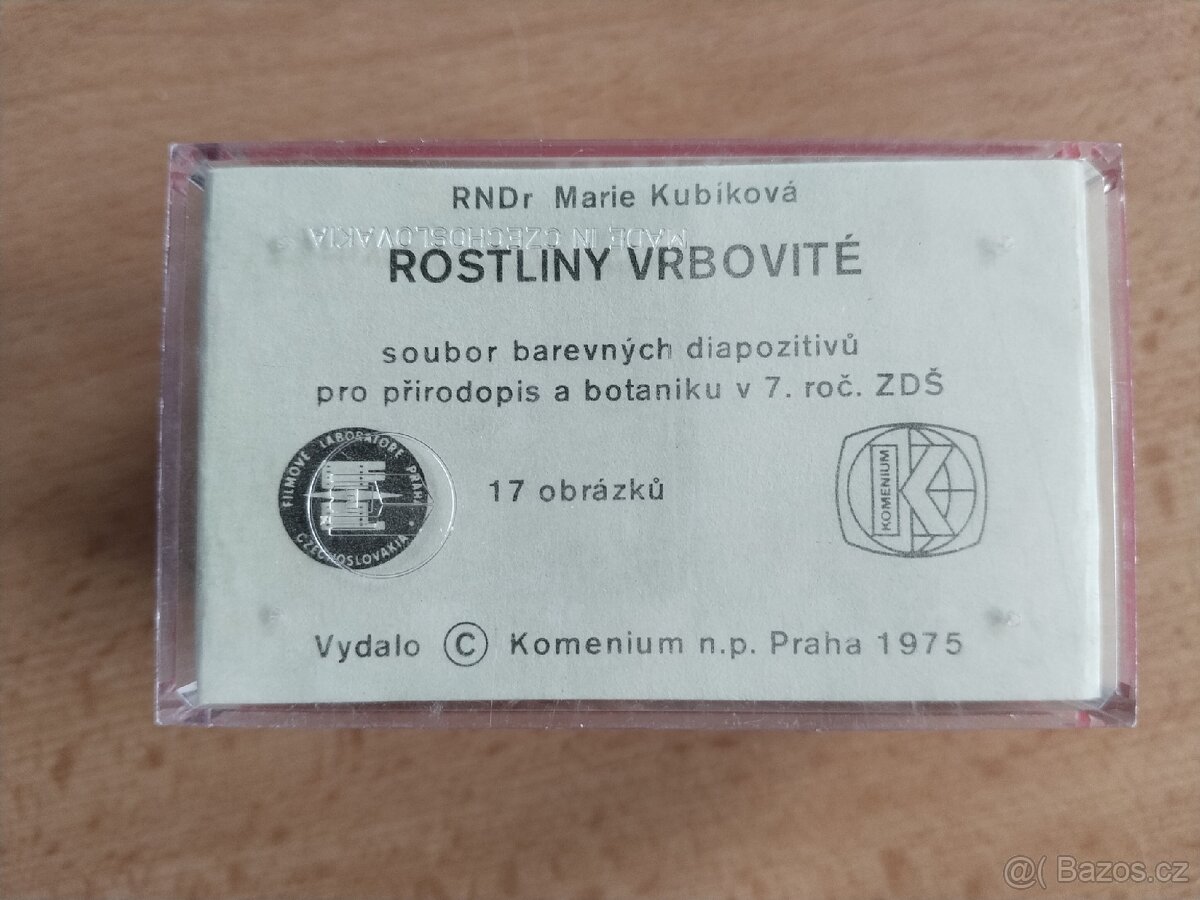 RNDr Marie Kubíková
MADE IN CZECHOSLOVAKIA
ROSTLINY VRBOVITÉ
soubor barevných diapozitivů
pro přírodopis a botaniku v 7. roč. ZDŠ
FILMOVÉ LABORATOŘE PRAHA
CZECHOSLOVAKIA
17 obrázků
KOMENIUM
Vydalo © Komenium n.p. Praha 1975
@( Bazos.cz